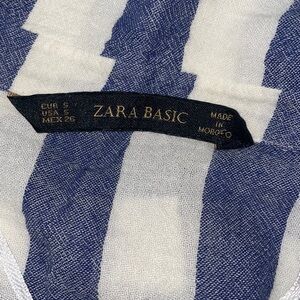 EUR S
USA S
MEX 26
ZARA BASIC
MADE
IN
MOROCCO